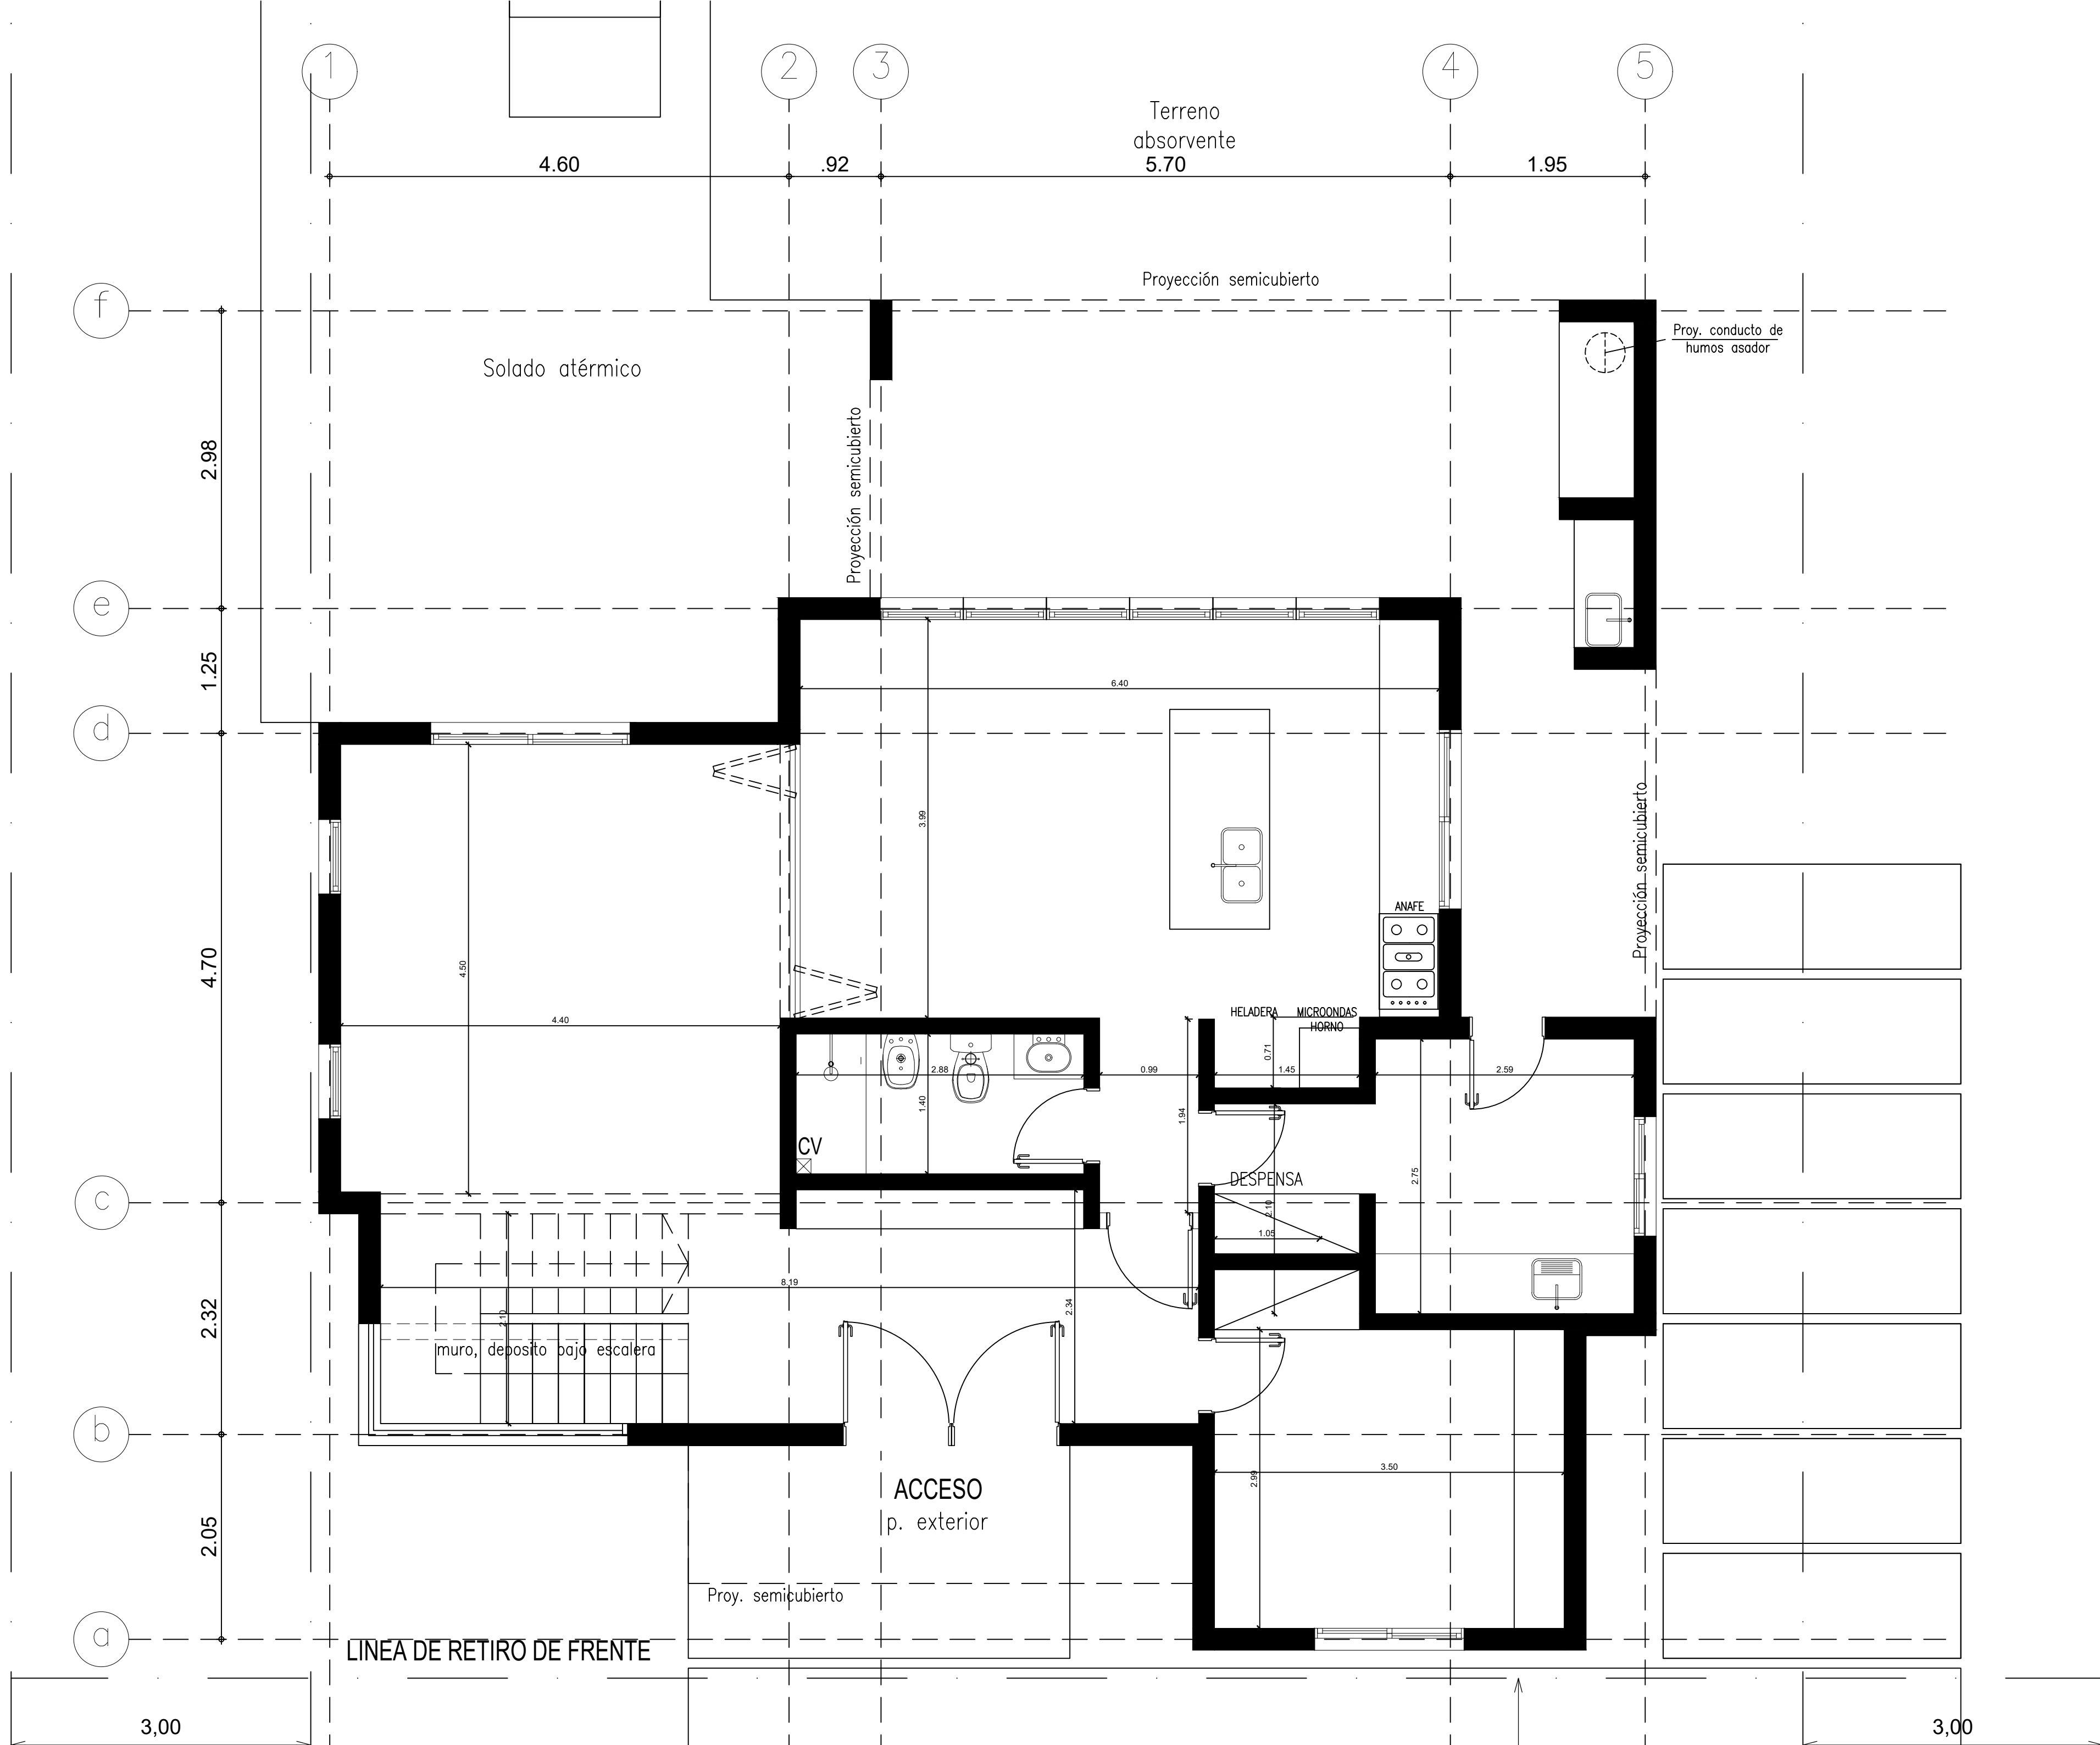 1
2
3
4
5
Terreno
absorvente
4.60
.92
5.70
1.95
Proyección semicubierto
f
Proy. conducto de
humos asador
Solado atérmico
2.98
Proyección semicubierto
e
1.25
6.40
d
3.99
Proyección semicubierto
ANAFE
4.50
4.70
HELADERA
MICROONDAS
HORNO
4.40
0.71
2.88
0.99
1.45
2.59
1.40
1.94
CV
DESPENSA
2.75
c
2.10
1.05
8.19
2.34
2.10
2.32
muro, deposito bajo escalera
b
3.50
2.99
ACCESO
p. exterior
2.05
Proy. semicubierto
a
LINEA DE RETIRO DE FRENTE
3,00
3,00